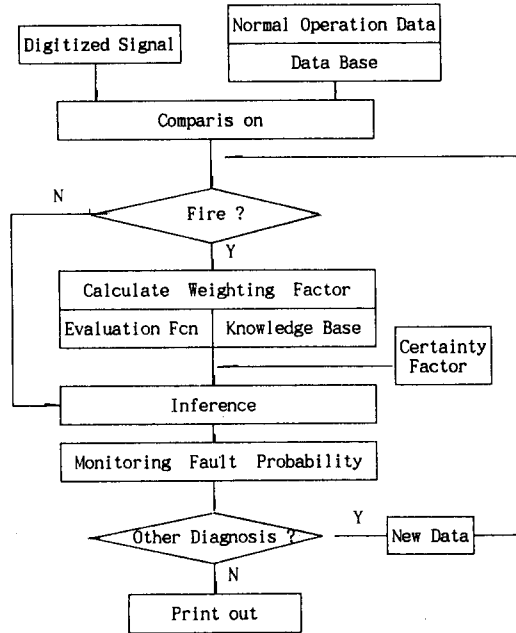 Normal Operation Data
Digitized Signal
Data Base
Comparis on
N
Fire ?
Y
Calculate Weighting Factor
Evaluation Fcn
Knowledge Base
Certainty
Factor
Inference
Monitoring Fault Probability
Other Diagnosis ?
Y
New Data
N
Print out